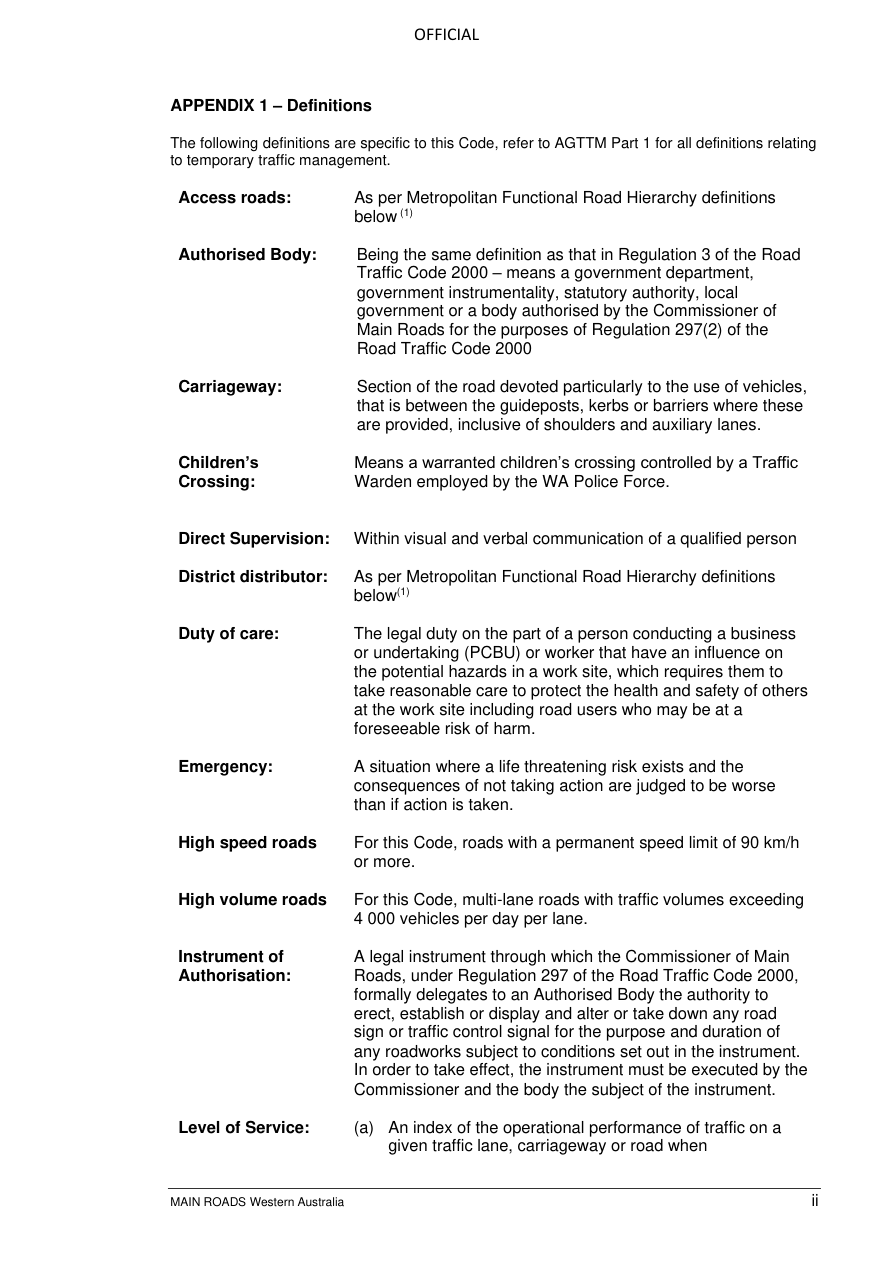 OFFICIAL
APPENDIX 1 – Definitions
The following definitions are specific to this Code, refer to AGTTM Part 1 for all definitions relating
to temporary traffic management.
Access roads: As per Metropolitan Functional Road Hierarchy definitions
below (1)
Authorised Body: Being the same definition as that in Regulation 3 of the Road
Traffic Code 2000 – means a government department,
government instrumentality, statutory authority, local
government or a body authorised by the Commissioner of
Main Roads for the purposes of Regulation 297(2) of the
Road Traffic Code 2000
Carriageway: Section of the road devoted particularly to the use of vehicles,
that is between the guideposts, kerbs or barriers where these
are provided, inclusive of shoulders and auxiliary lanes.
Children’s Means a warranted children’s crossing controlled by a Traffic
Crossing: Warden employed by the WA Police Force.
Direct Supervision: Within visual and verbal communication of a qualified person
District distributor: As per Metropolitan Functional Road Hierarchy definitions
below(1)
Duty of care: The legal duty on the part of a person conducting a business
or undertaking (PCBU) or worker that have an influence on
the potential hazards in a work site, which requires them to
take reasonable care to protect the health and safety of others
at the work site including road users who may be at a
foreseeable risk of harm.
Emergency: A situation where a life threatening risk exists and the
consequences of not taking action are judged to be worse
than if action is taken.
High speed roads For this Code, roads with a permanent speed limit of 90 km/h
or more.
High volume roads For this Code, multi-lane roads with traffic volumes exceeding
4 000 vehicles per day per lane.
Instrument of A legal instrument through which the Commissioner of Main
Authorisation: Roads, under Regulation 297 of the Road Traffic Code 2000,
formally delegates to an Authorised Body the authority to
erect, establish or display and alter or take down any road
sign or traffic control signal for the purpose and duration of
any roadworks subject to conditions set out in the instrument.
In order to take effect, the instrument must be executed by the
Commissioner and the body the subject of the instrument.
Level of Service: (a) An index of the operational performance of traffic on a
given traffic lane, carriageway or road when
MAIN ROADS Western Australia ii